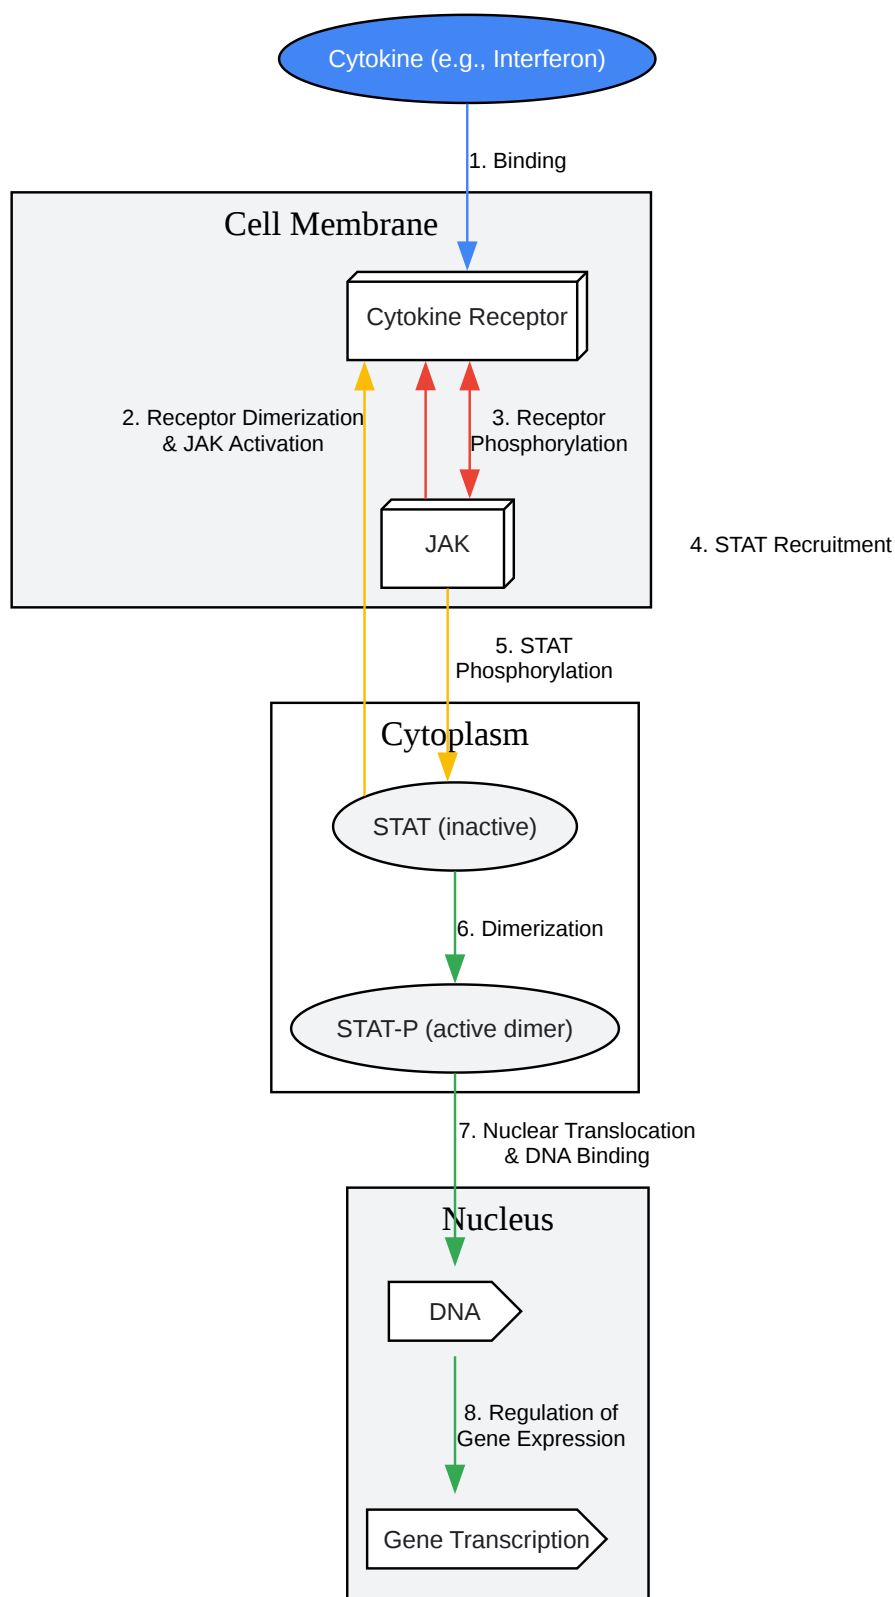 Cytokine (e.g., Interferon)
1. Binding
Cell Membrane
Cytokine Receptor
2. Receptor Dimerization
& JAK Activation
3. Receptor
Phosphorylation
JAK
4. STAT Recruitment
5. STAT
Phosphorylation
Cytoplasm
STAT (inactive)
6. Dimerization
STAT-P (active dimer)
7. Nuclear Translocation
& DNA Binding
Nucleus
DNA
8. Regulation of
Gene Expression
Gene Transcription